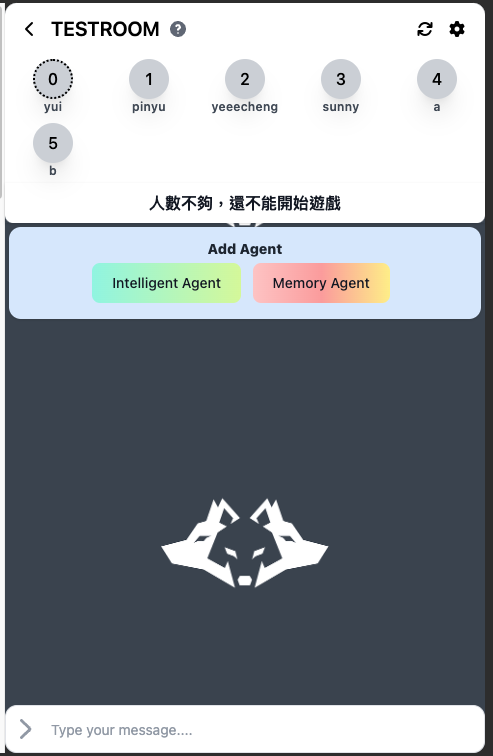 TESTROOM ?
0 1 2 3 4
yui pinyu yeeecheng sunny a
5
b
人數不夠，還不能開始遊戲
Add Agent
Intelligent Agent Memory Agent
Type your message....